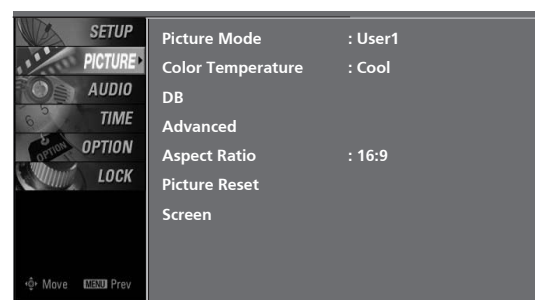 SETUP
PICTURE
AUDIO
TIME
OPTION
LOCK
Move MENU Prev
Picture Mode : User1
Color Temperature : Cool
DB
Advanced
Aspect Ratio : 16:9
Picture Reset
Screen